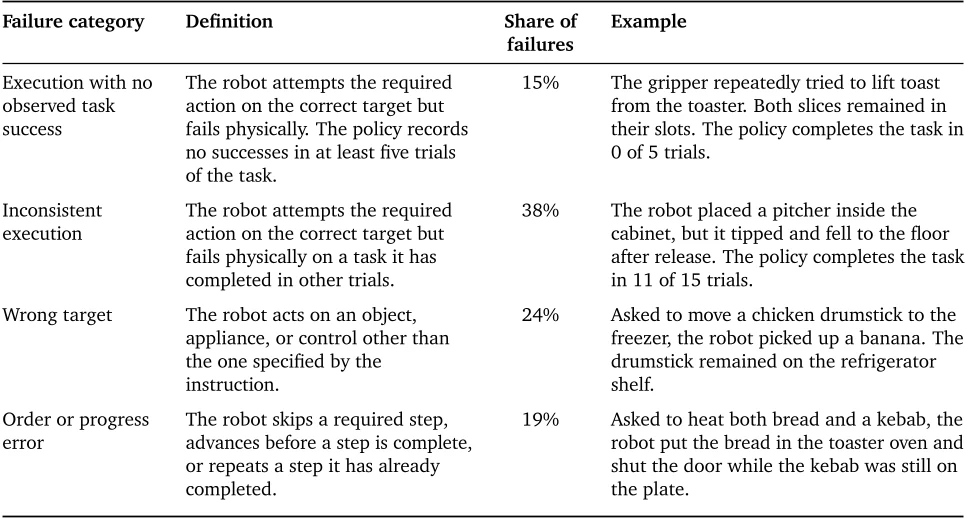 Failure category Definition Share of failures Example
Execution with no observed task success
The robot attempts the required action on the correct target but fails physically. The policy records no successes in at least five trials of the task.
15%
The gripper repeatedly tried to lift toast from the toaster. Both slices remained in their slots. The policy completes the task in 0 of 5 trials.
Inconsistent execution
The robot attempts the required action on the correct target but fails physically on a task it has completed in other trials.
38%
The robot placed a pitcher inside the cabinet, but it tipped and fell to the floor after release. The policy completes the task in 11 of 15 trials.
Wrong target
The robot acts on an object, appliance, or control other than the one specified by the instruction.
24%
Asked to move a chicken drumstick to the freezer, the robot picked up a banana. The drumstick remained on the refrigerator shelf.
Order or progress error
The robot skips a required step, advances before a step is complete, or repeats a step it has already completed.
19%
Asked to heat both bread and a kebab, the robot put the bread in the toaster oven and shut the door while the kebab was still on the plate.